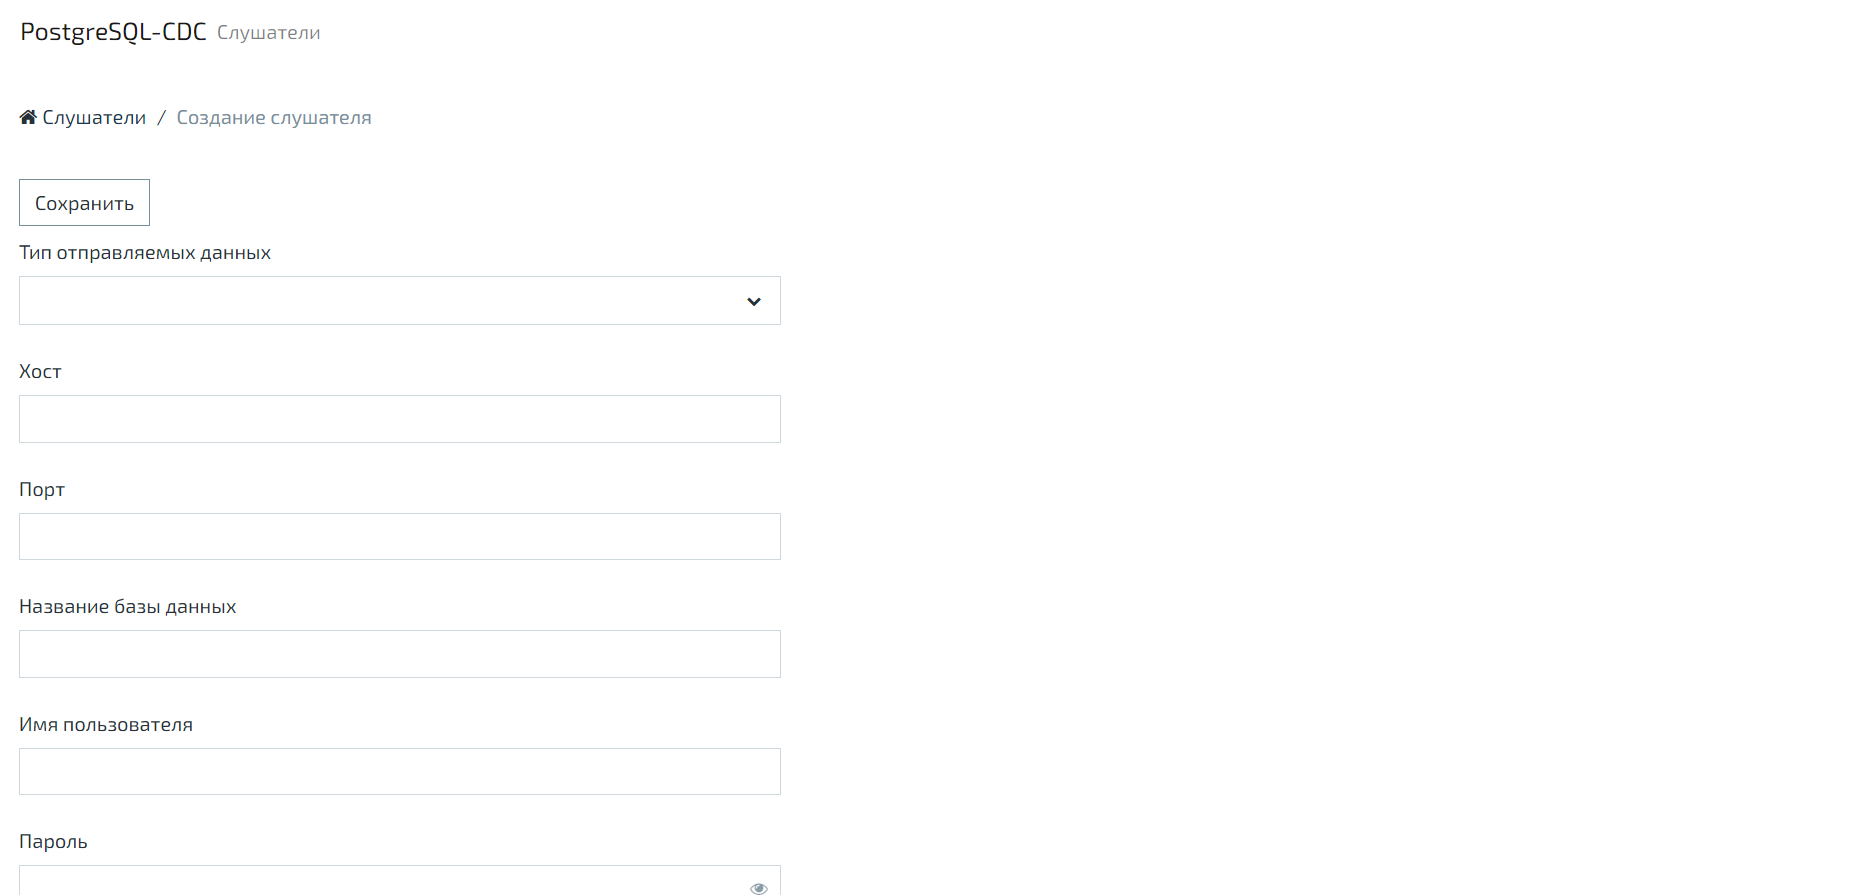 PostgreSQL-CDC Слушатели
Слушатели / Создание слушателя
Сохранить
Тип отправляемых данных
Хост
Порт
Название базы данных
Имя пользователя
Пароль